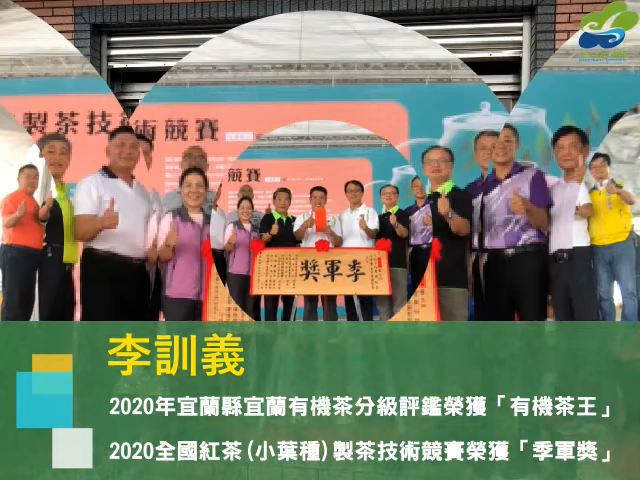 製茶技術競賽
競賽
季軍獎
李訓義
2020年宜蘭縣宜蘭有機茶分級評鑑榮獲「有機茶王」
2020全國紅茶(小葉種)製茶技術競賽榮獲「季軍獎」